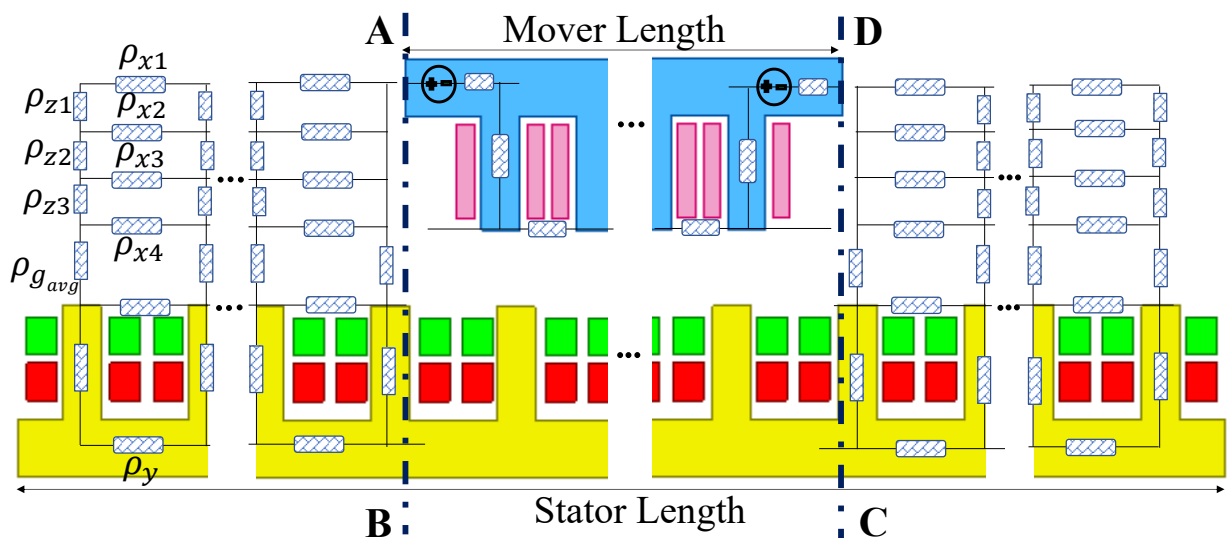 A
Mover Length
D
ρx1
ρz1
ρx2
ρz2
ρx3
ρz3
ρx4
ρgavg
...
...
...
...
...
...
ρy
B
Stator Length
C